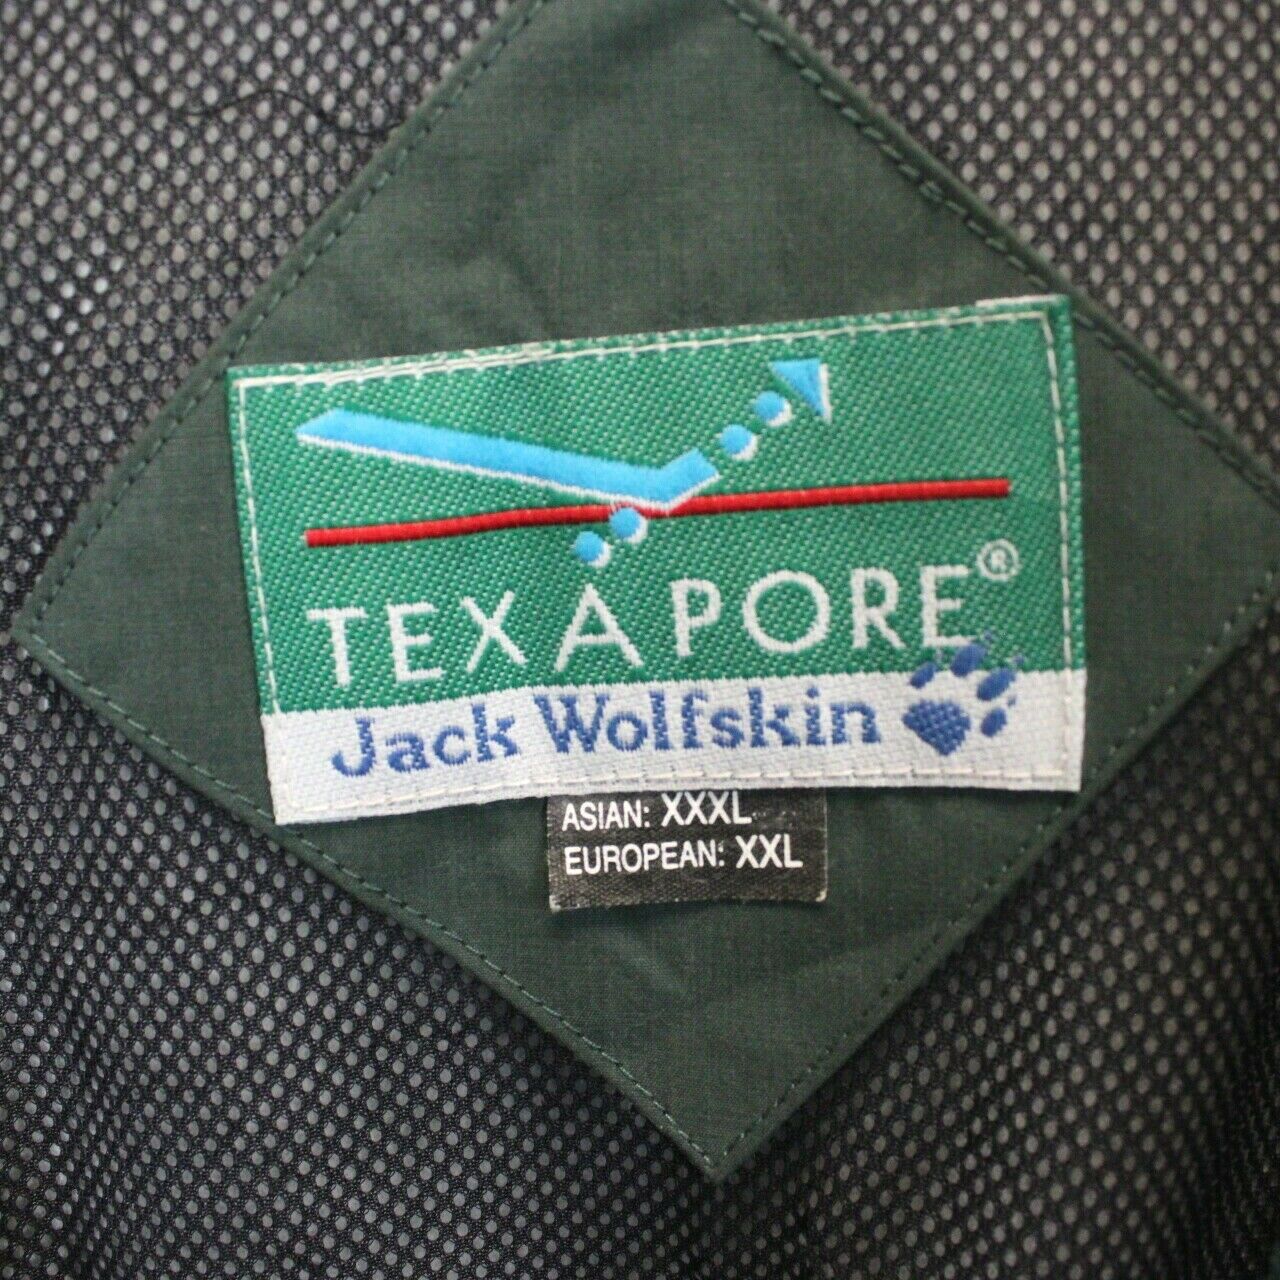 TEXAPORE®
Jack Wolfskin
ASIAN: XXXL
EUROPEAN: XXL